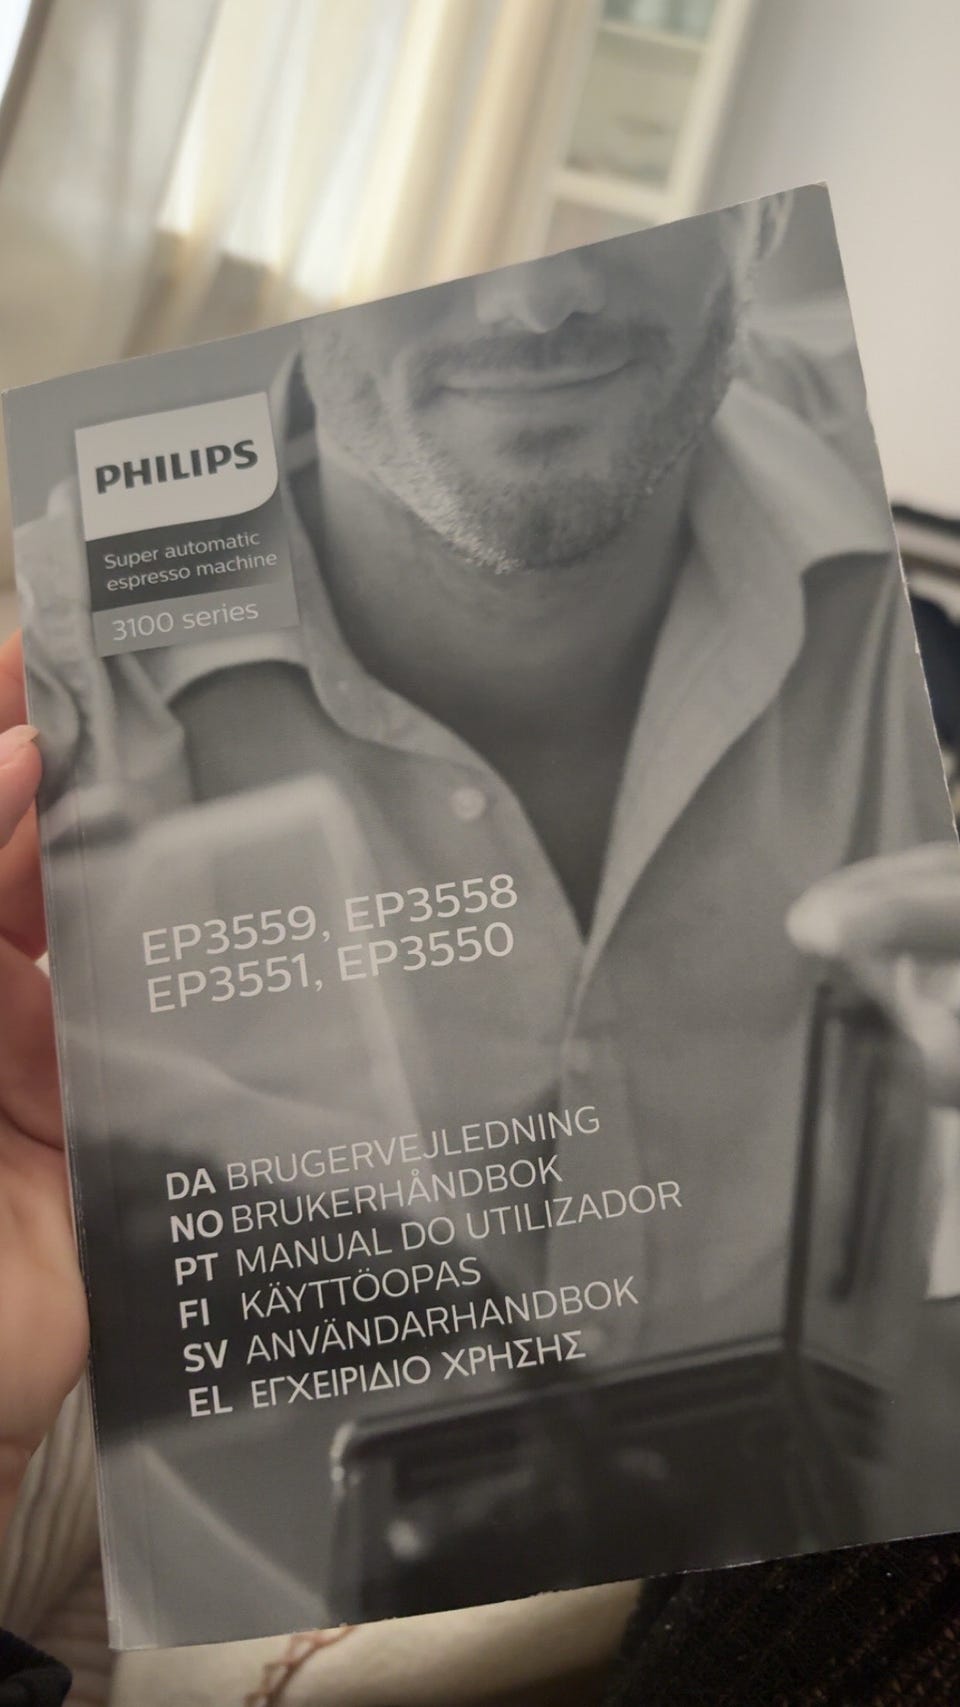 PHILIPS
Super automatic
espresso machine
3100 series
EP3559, EP3558
EP3551, EP3550
DA BRUGERVEJLEDNING
NO BRUKERHÅNDBOK
PT MANUAL DO UTILIZADOR
FI KÄYTTÖOPAS
SV ANVÄNDARHANDBOK
EL ΕΓΧΕΙΡΙΔΙΟ ΧΡΗΣΗΣ